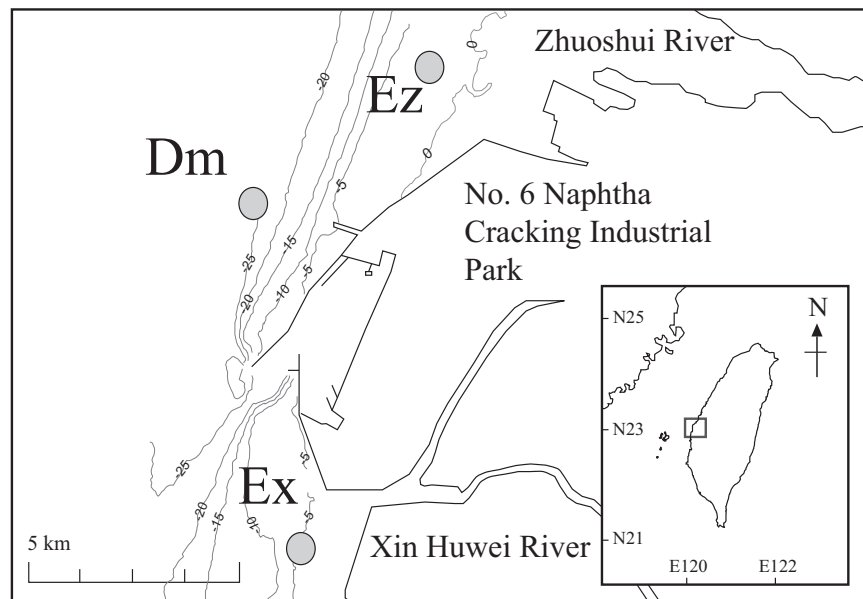 Zhuoshui River
0
-20
Ez
Dm
0
-5
No. 6 Naphtha
Cracking Industrial
Park
-15
-25
-5
-10
-20
N
N25
N23
N21
E120
E122
-25
-5
Ex
-20
-15
-10
-5
5 km
Xin Huwei River